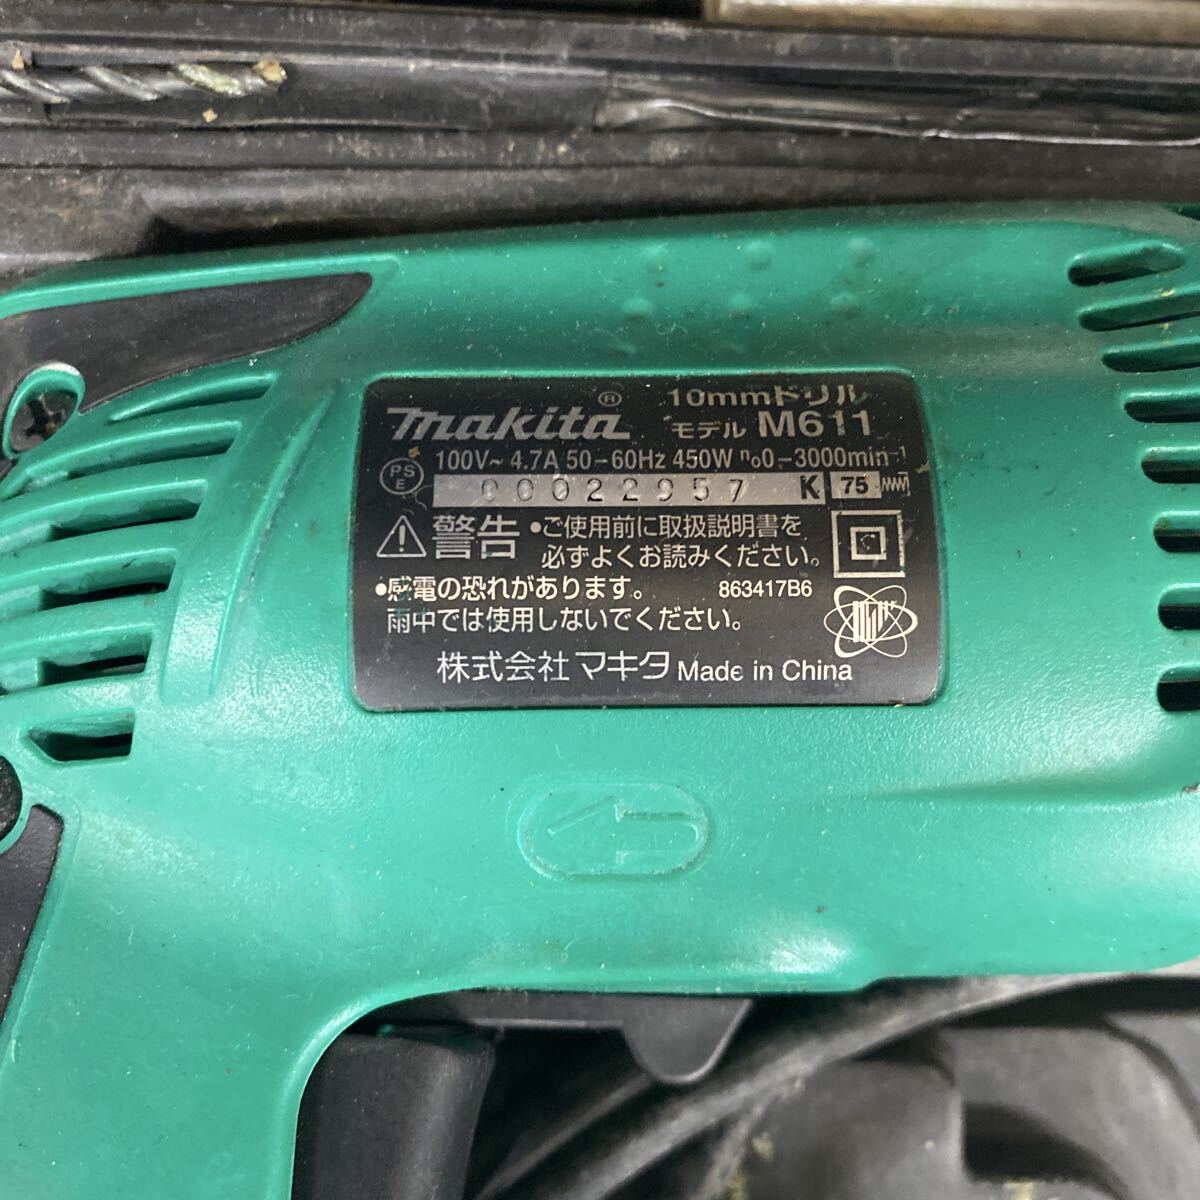 makita® 10mmドリル
モデル M611
PS E 100V~ 4.7A 50-60Hz 450W n₀0-3000min⁻¹
00022957 K 75
警告 •ご使用前に取扱説明書を
必ずよくお読みください。
•感電の恐れがあります。 863417B6
雨中では使用しないでください。
株式会社マキタ Made in China